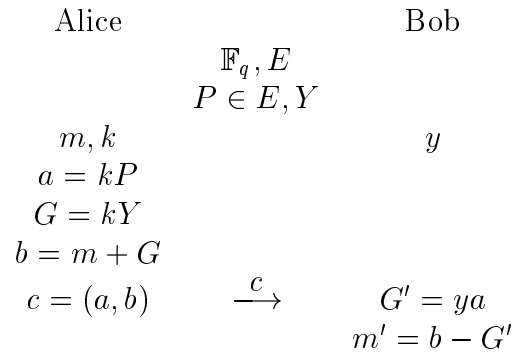 Alice Bob
𝔽_q, E
P ∈ E, Y
m, k y
a = kP
G = kY
b = m + G
c = (a, b) c⟶ G′ = ya
m′ = b − G′